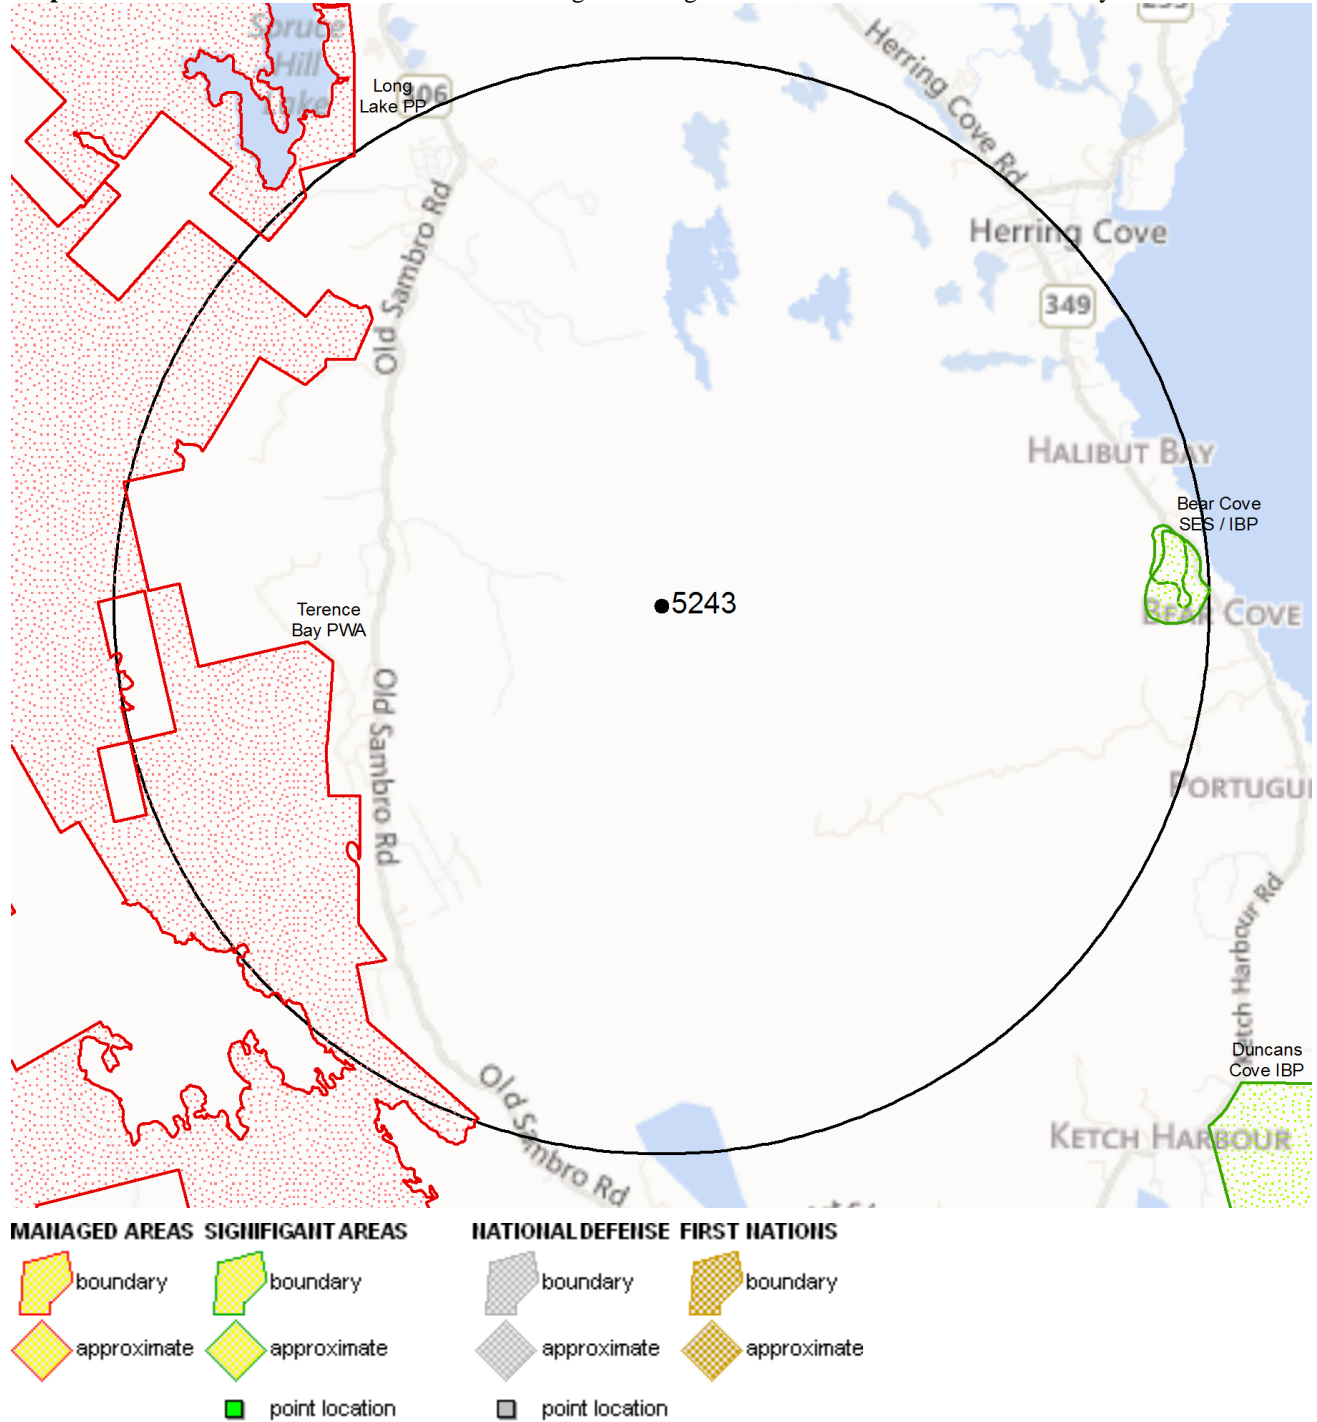 Spruce
Hill
Lake
Long
Lake PP
306
Herring Cove Rd
Old Sambro Rd
Herring Cove
349
HALIBUT BAY
Bear Cove
SES / IBP
5243
BEAR COVE
Terence
Bay PWA
Old Sambro Rd
PORTUGU
Ketch Harbour Rd
Duncans
Cove IBP
Old Sambro Rd
KETCH HARBOUR
MANAGED AREAS SIGNIFIGANT AREAS NATIONAL DEFENSE FIRST NATIONS
boundary boundary boundary boundary
approximate approximate approximate approximate
point location point location